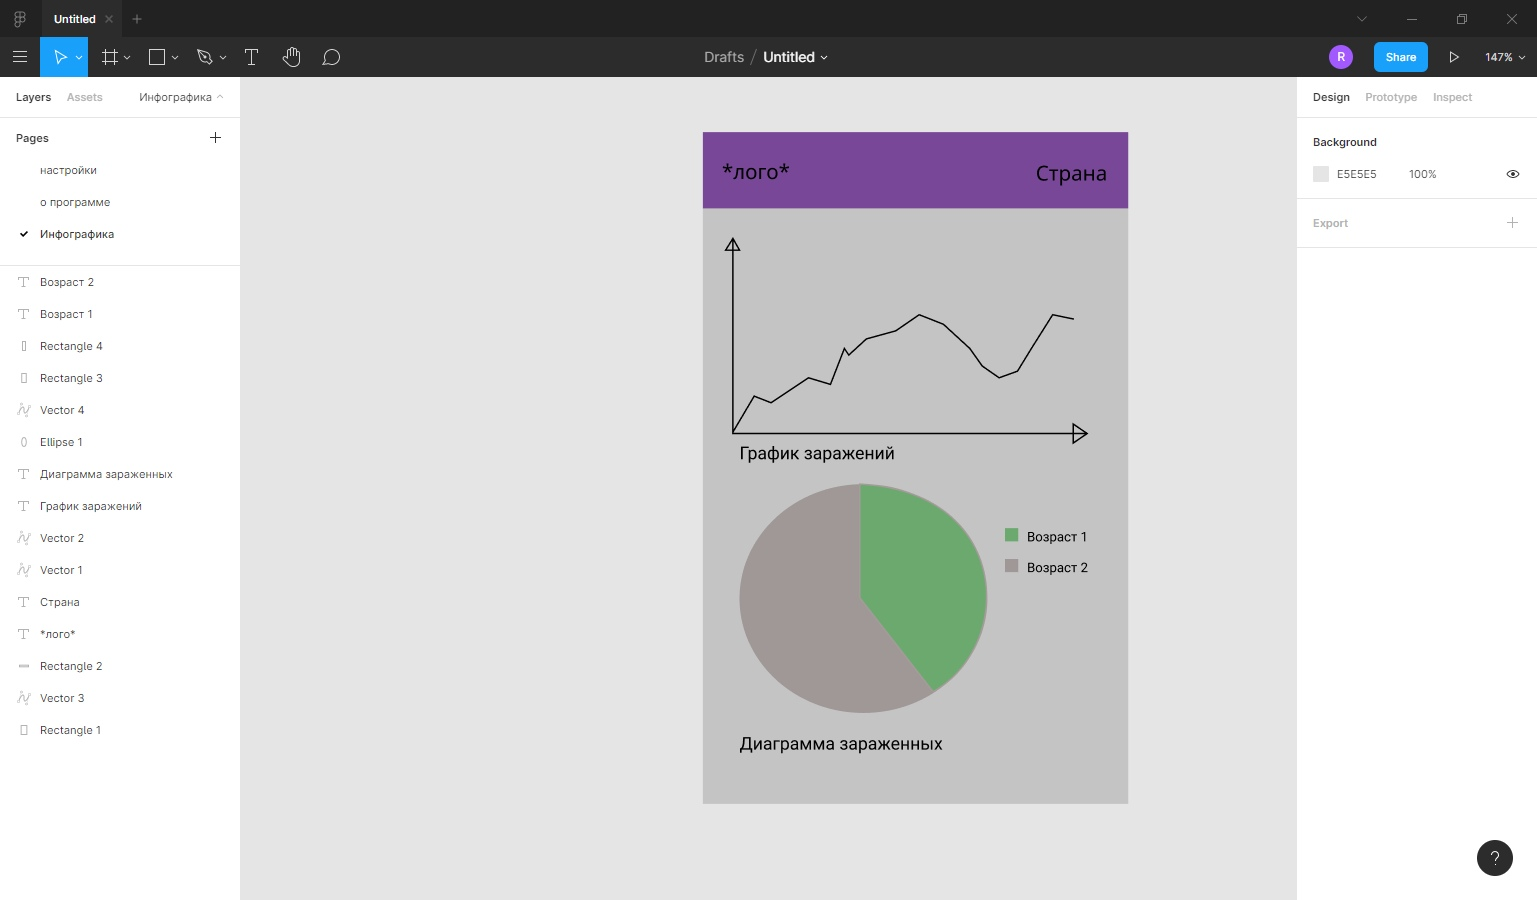 Untitled
Drafts / Untitled
R
Share
147%
Layers
Assets
Инфографика
Pages
настройки
о программе
Инфографика
Возраст 2
Возраст 1
Rectangle 4
Rectangle 3
Vector 4
Ellipse 1
Диаграмма зараженных
График заражений
Vector 2
Vector 1
Страна
*лого*
Rectangle 2
Vector 3
Rectangle 1
*лого*
Страна
График заражений
Возраст 1
Возраст 2
Диаграмма зараженных
Design
Prototype
Inspect
Background
E5E5E5
100%
Export
?